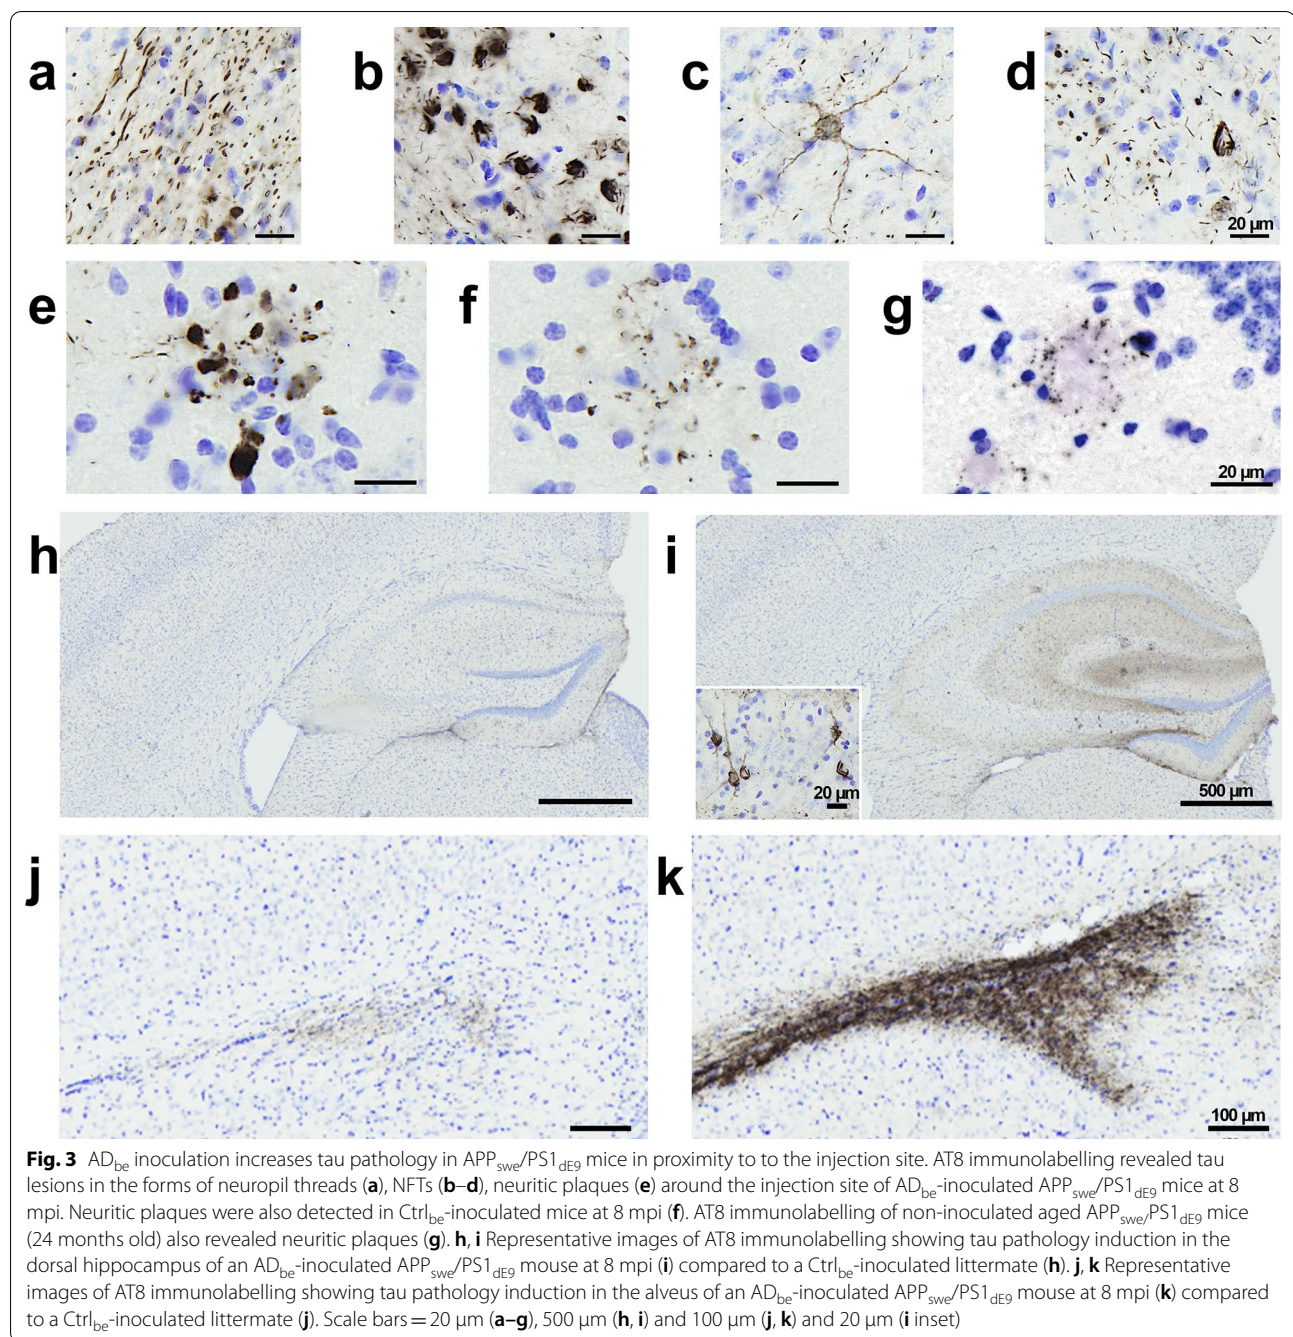 a
b
c
d
20 µm
e
f
g
20 µm
h
i
20 µm
500 µm
j
k
100 µm
Fig. 3 ADbe inoculation increases tau pathology in APPswe/PS1dE9 mice in proximity to to the injection site. AT8 immunolabelling revealed tau
lesions in the forms of neuropil threads (a), NFTs (b–d), neuritic plaques (e) around the injection site of ADbe-inoculated APPswe/PS1dE9 mice at 8
mpi. Neuritic plaques were also detected in Ctrlbe-inoculated mice at 8 mpi (f). AT8 immunolabelling of non-inoculated aged APPswe/PS1dE9 mice
(24 months old) also revealed neuritic plaques (g). h, i Representative images of AT8 immunolabelling showing tau pathology induction in the
dorsal hippocampus of an ADbe-inoculated APPswe/PS1dE9 mouse at 8 mpi (i) compared to a Ctrlbe-inoculated littermate (h). j, k Representative
images of AT8 immunolabelling showing tau pathology induction in the alveus of an ADbe-inoculated APPswe/PS1dE9 mouse at 8 mpi (k) compared
to a Ctrlbe-inoculated littermate (j). Scale bars = 20 µm (a–g), 500 µm (h, i) and 100 µm (j, k) and 20 µm (i inset)